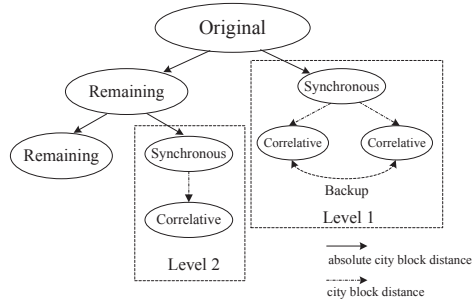 Original
Remaining
Synchronous
Remaining
Synchronous
Correlative
Correlative
Backup
Correlative
Level 1
Level 2
absolute city block distance
city block distance